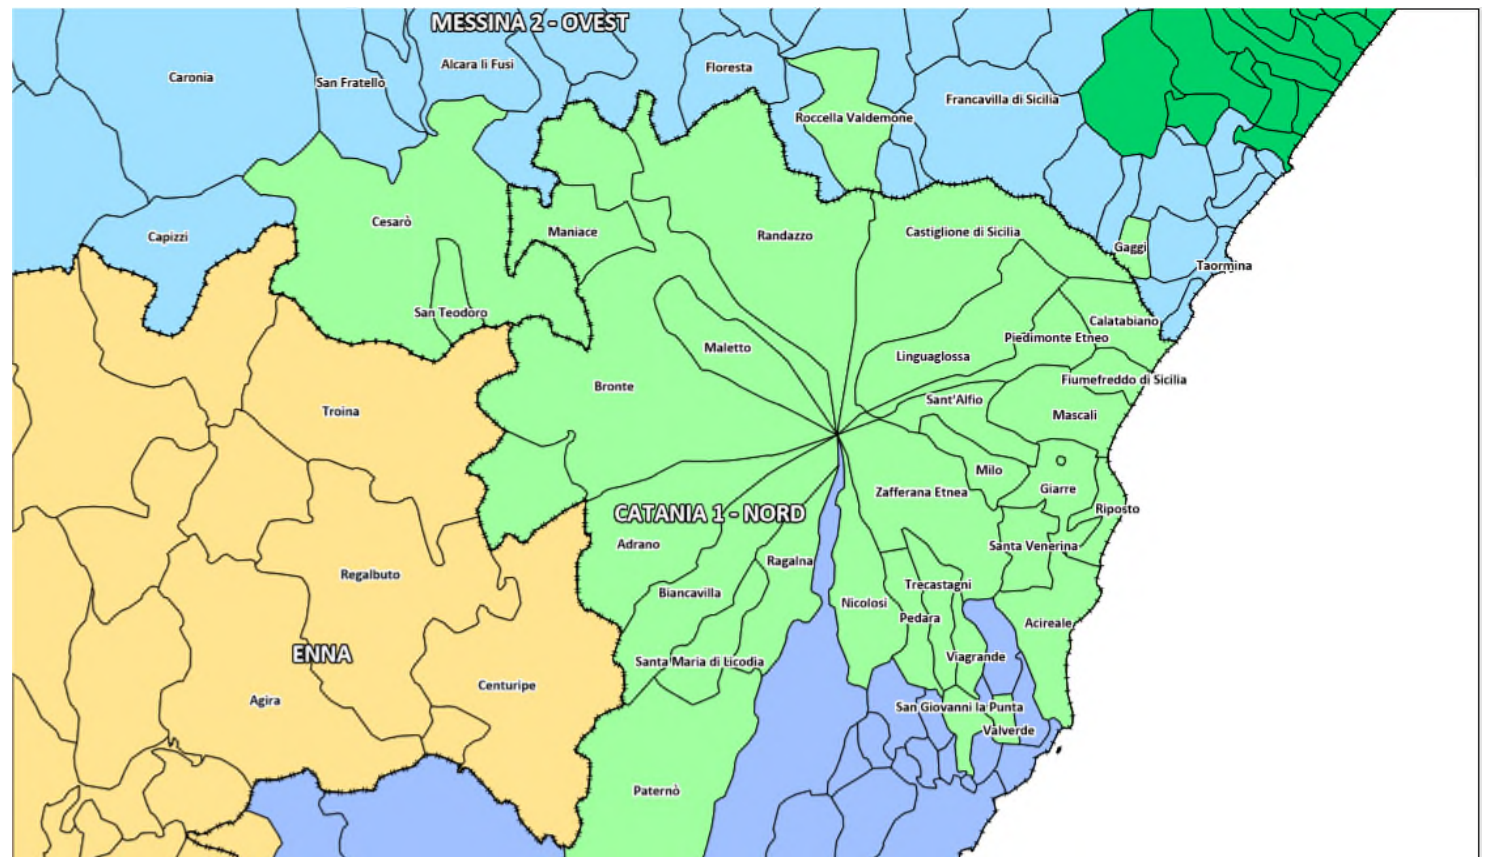 MESSINA 2 - OVEST
Caronia
San Fratello
Alcara li Fusi
Floresta
Francavilla di Sicilia
Roccella Valdemone
Cesarò
Capizzi
Maniace
Randazzo
Castiglione di Sicilia
Gaggi
Taormina
San Teodoro
Calatabiano
Piedimonte Etneo
Maletto
Linguaglossa
Bronte
Fiumefreddo di Sicilia
Troina
Sant'Alfio
Mascali
Milo
Zafferana Etnea
Giarre
Riposto
CATANIA 1 - NORD
Adrano
Santa Venerina
Ragalna
Regalbuto
Trecastagni
Biancavilla
Nicolosi
Pedara
Acireale
ENNA
Santa Maria di Licodia
Viagrande
Centuripe
Agira
San Giovanni la Punta
Valverde
Paternò